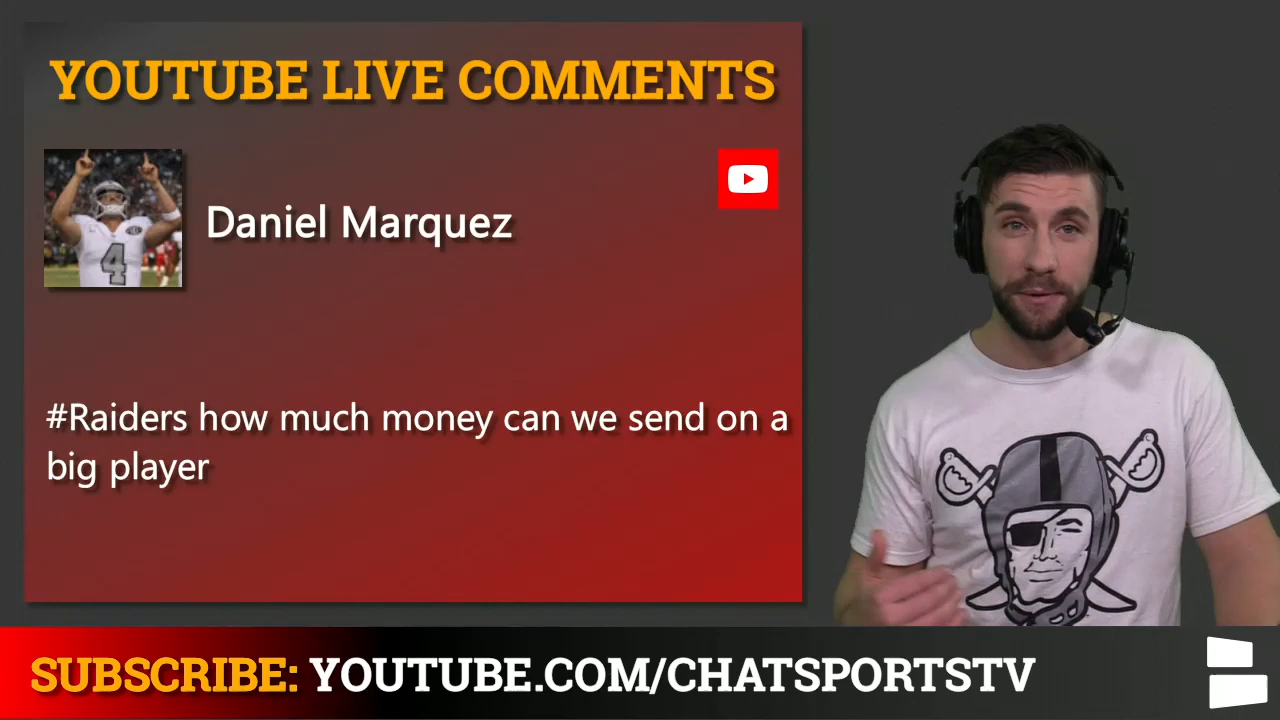 YOUTUBE LIVE COMMENTS
Daniel Marquez
4
#Raiders how much money can we send on a
big player
SUBSCRIBE: YOUTUBE.COM/CHATSPORTSTV